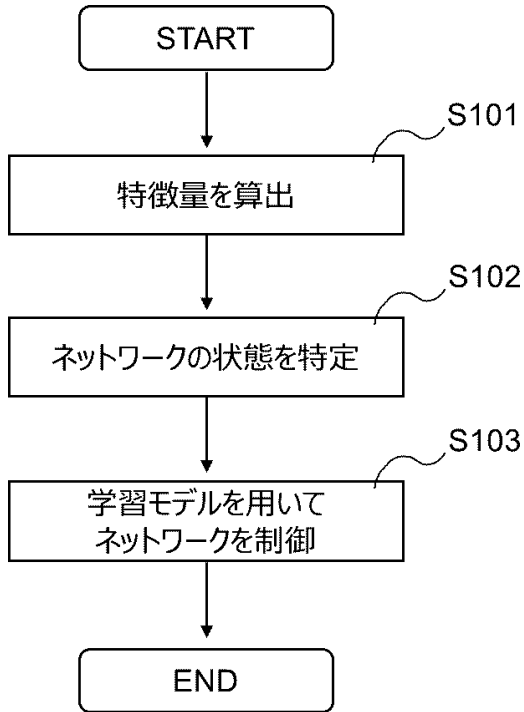 START
S101
特徴量を算出
S102
ネットワークの状態を特定
S103
学習モデルを用いて
ネットワークを制御
END